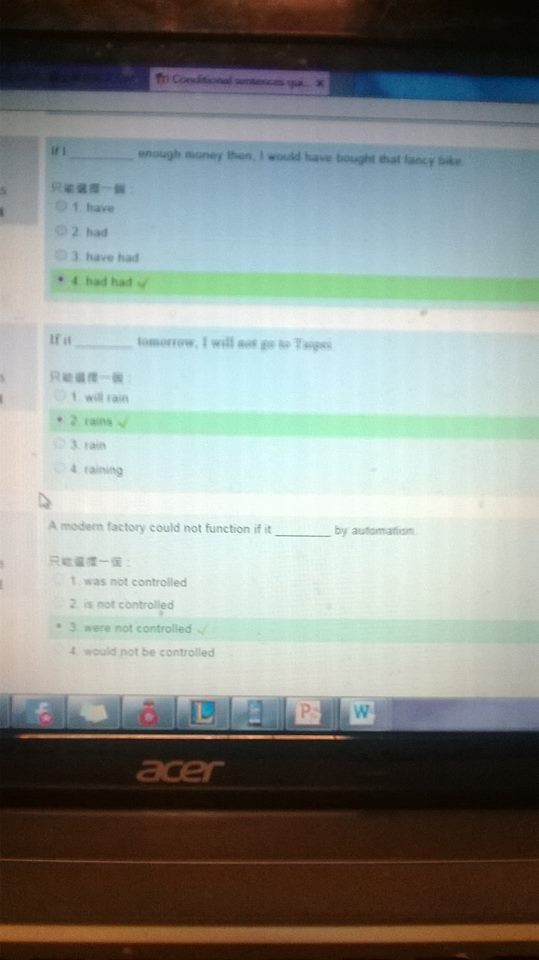 Conditional sentences qui...
If I ________ enough money then, I would have bought that fancy bike.
只能選擇一個:
1. have
2. had
3. have had
4. had had
If it ________ tomorrow, I will not go to Taipei.
只能選擇一個:
1. will rain
2. rains
3. rain
4. raining
A modern factory could not function if it ________ by automation.
只能選擇一個:
1. was not controlled
2. is not controlled
3. were not controlled
4. would not be controlled
acer